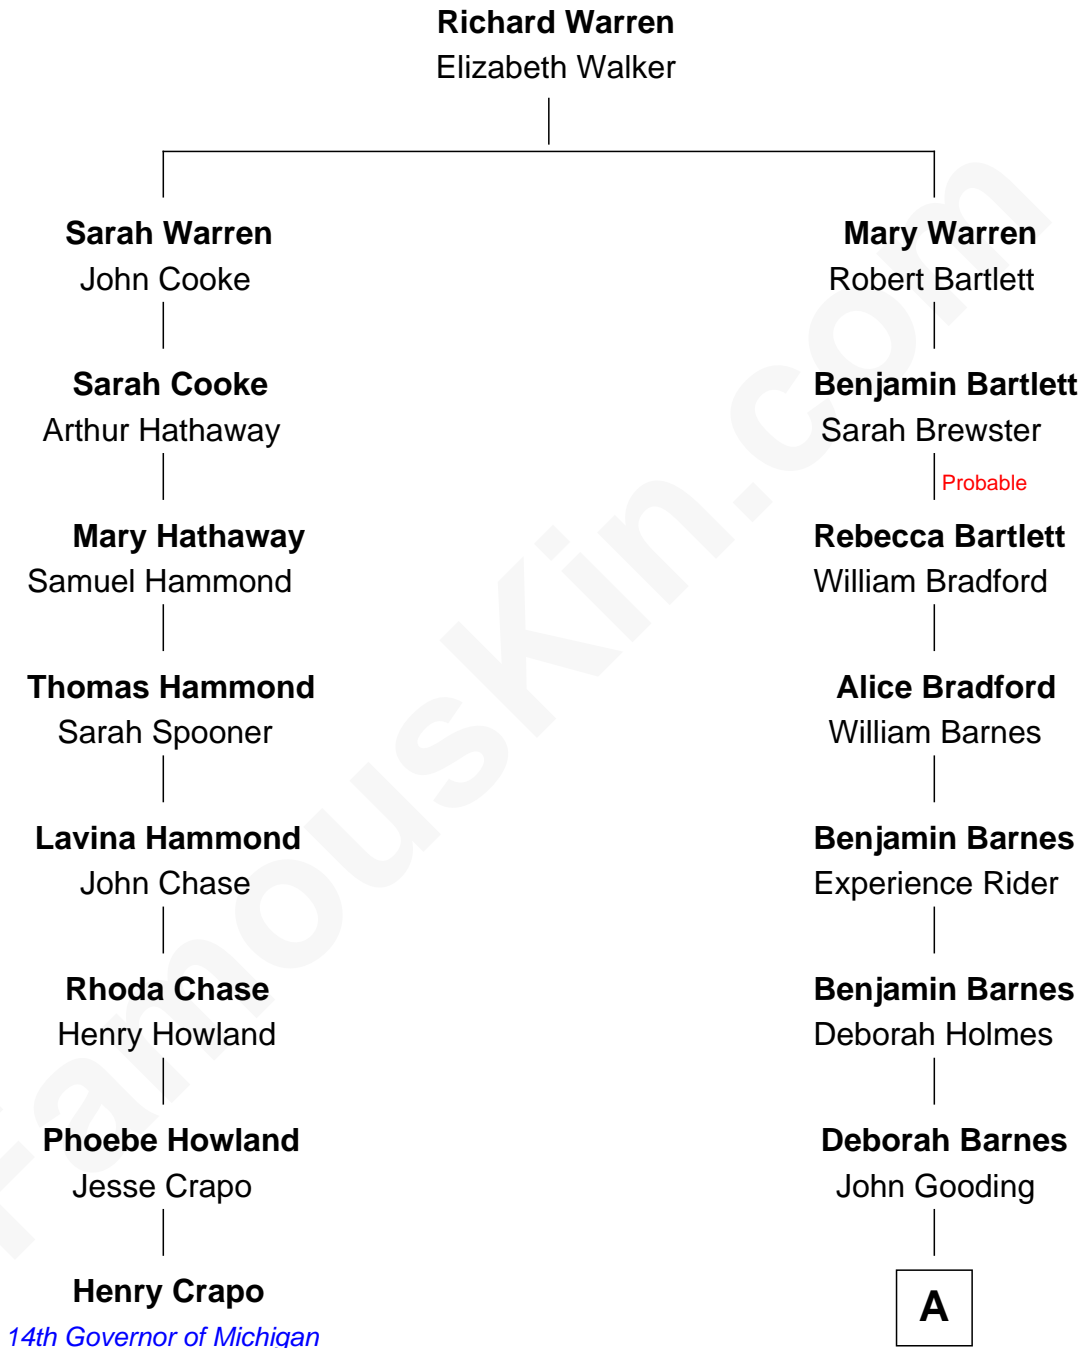 Richard Warren
Elizabeth Walker
Sarah Warren
John Cooke
Mary Warren
Robert Bartlett
Sarah Cooke
Arthur Hathaway
Benjamin Bartlett
Sarah Brewster
Probable
Mary Hathaway
Samuel Hammond
Rebecca Bartlett
William Bradford
Thomas Hammond
Sarah Spooner
Alice Bradford
William Barnes
Lavina Hammond
John Chase
Benjamin Barnes
Experience Rider
Rhoda Chase
Henry Howland
Benjamin Barnes
Deborah Holmes
Phoebe Howland
Jesse Crapo
Deborah Barnes
John Gooding
Henry Crapo
14th Governor of Michigan
A
FamousKin.com